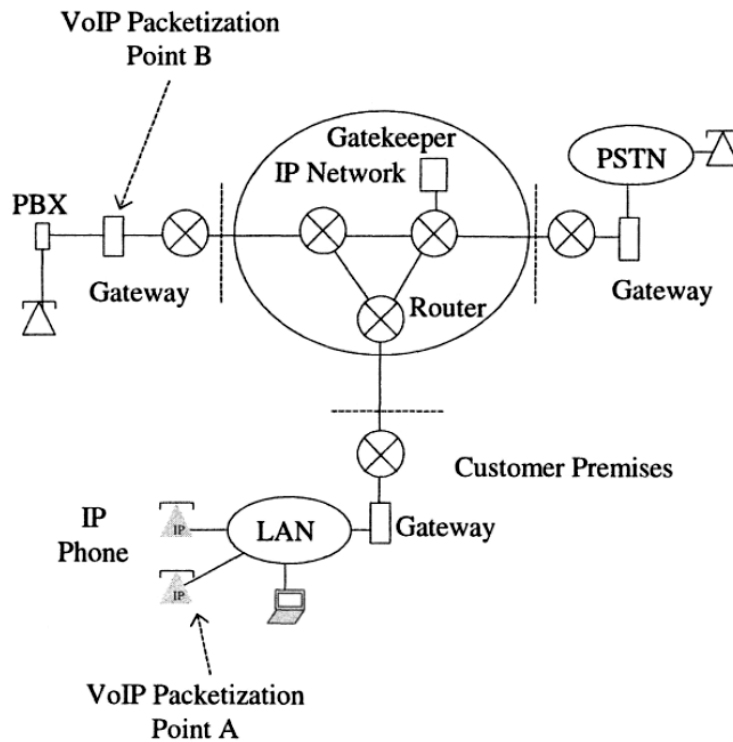 VoIP Packetization
Point B
Gatekeeper
IP Network
PSTN
PBX
Gateway
Router
Gateway
Customer Premises
IP
Phone
IP
LAN
Gateway
IP
VoIP Packetization
Point A